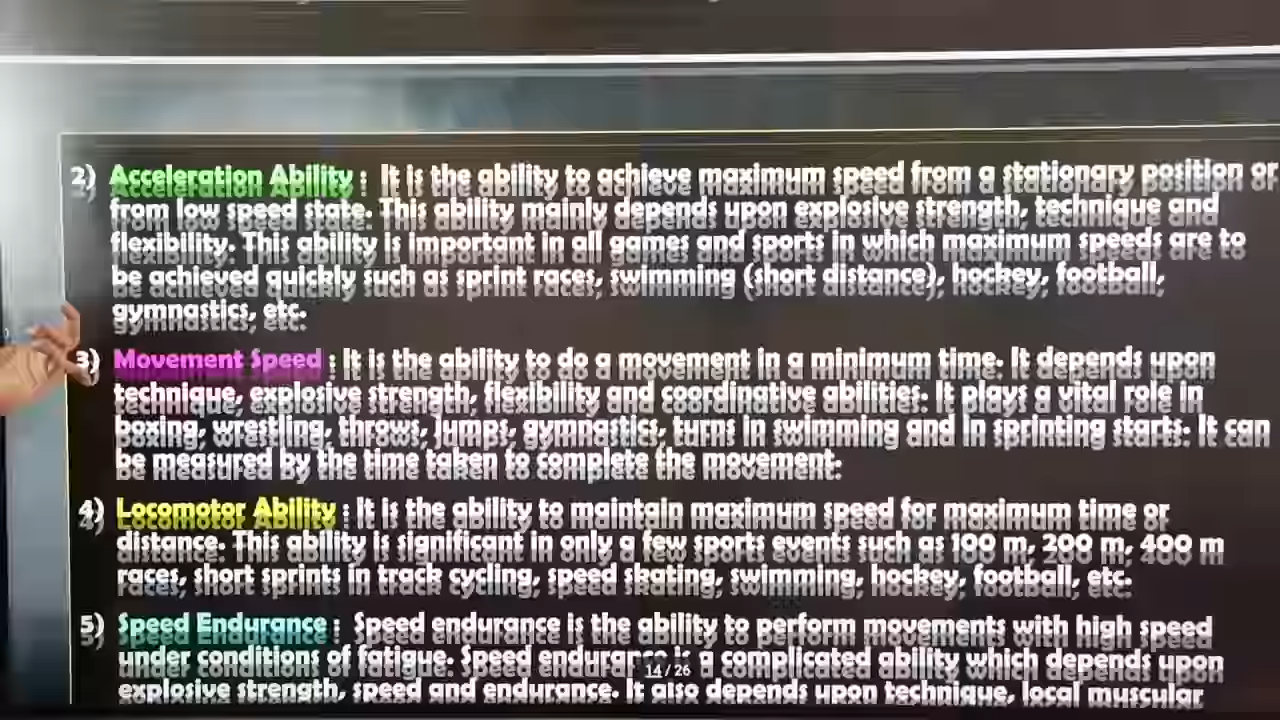 2) Acceleration Ability : It is the ability to achieve maximum speed from a stationary position or
from low speed state. This ability mainly depends upon explosive strength, technique and
flexibility. This ability is important in all games and sports in which maximum speeds are to
be achieved quickly such as sprint races, swimming (short distance), hockey, football,
gymnastics, etc.
3) Movement Speed : It is the ability to do a movement in a minimum time. It depends upon
technique, explosive strength, flexibility and coordinative abilities. It plays a vital role in
boxing, wrestling, throws, jumps, gymnastics, turns in swimming and in sprinting starts. It can
be measured by the time taken to complete the movement.
4) Locomotor Ability : It is the ability to maintain maximum speed for maximum time or
distance. This ability is significant in only a few sports events such as 100 m, 200 m, 400 m
races, short sprints in track cycling, speed skating, swimming, hockey, football, etc.
5) Speed Endurance : Speed endurance is the ability to perform movements with high speed
under conditions of fatigue. Speed endurance is a complicated ability which depends upon
14 / 26
explosive strength, speed and endurance. It also depends upon technique, local muscular